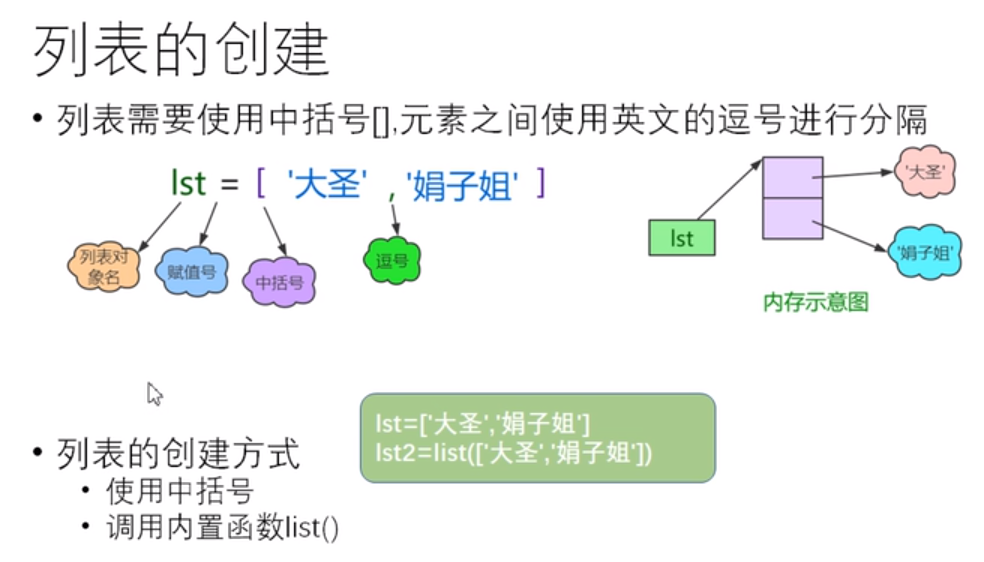 列表的创建
• 列表需要使用中括号[],元素之间使用英文的逗号进行分隔
lst = [ '大圣' , '娟子姐' ]
列表对
象名
赋值号
中括号
逗号
lst
'大圣'
'娟子姐'
内存示意图
lst=['大圣','娟子姐']
lst2=list(['大圣','娟子姐'])
• 列表的创建方式
• 使用中括号
• 调用内置函数list()